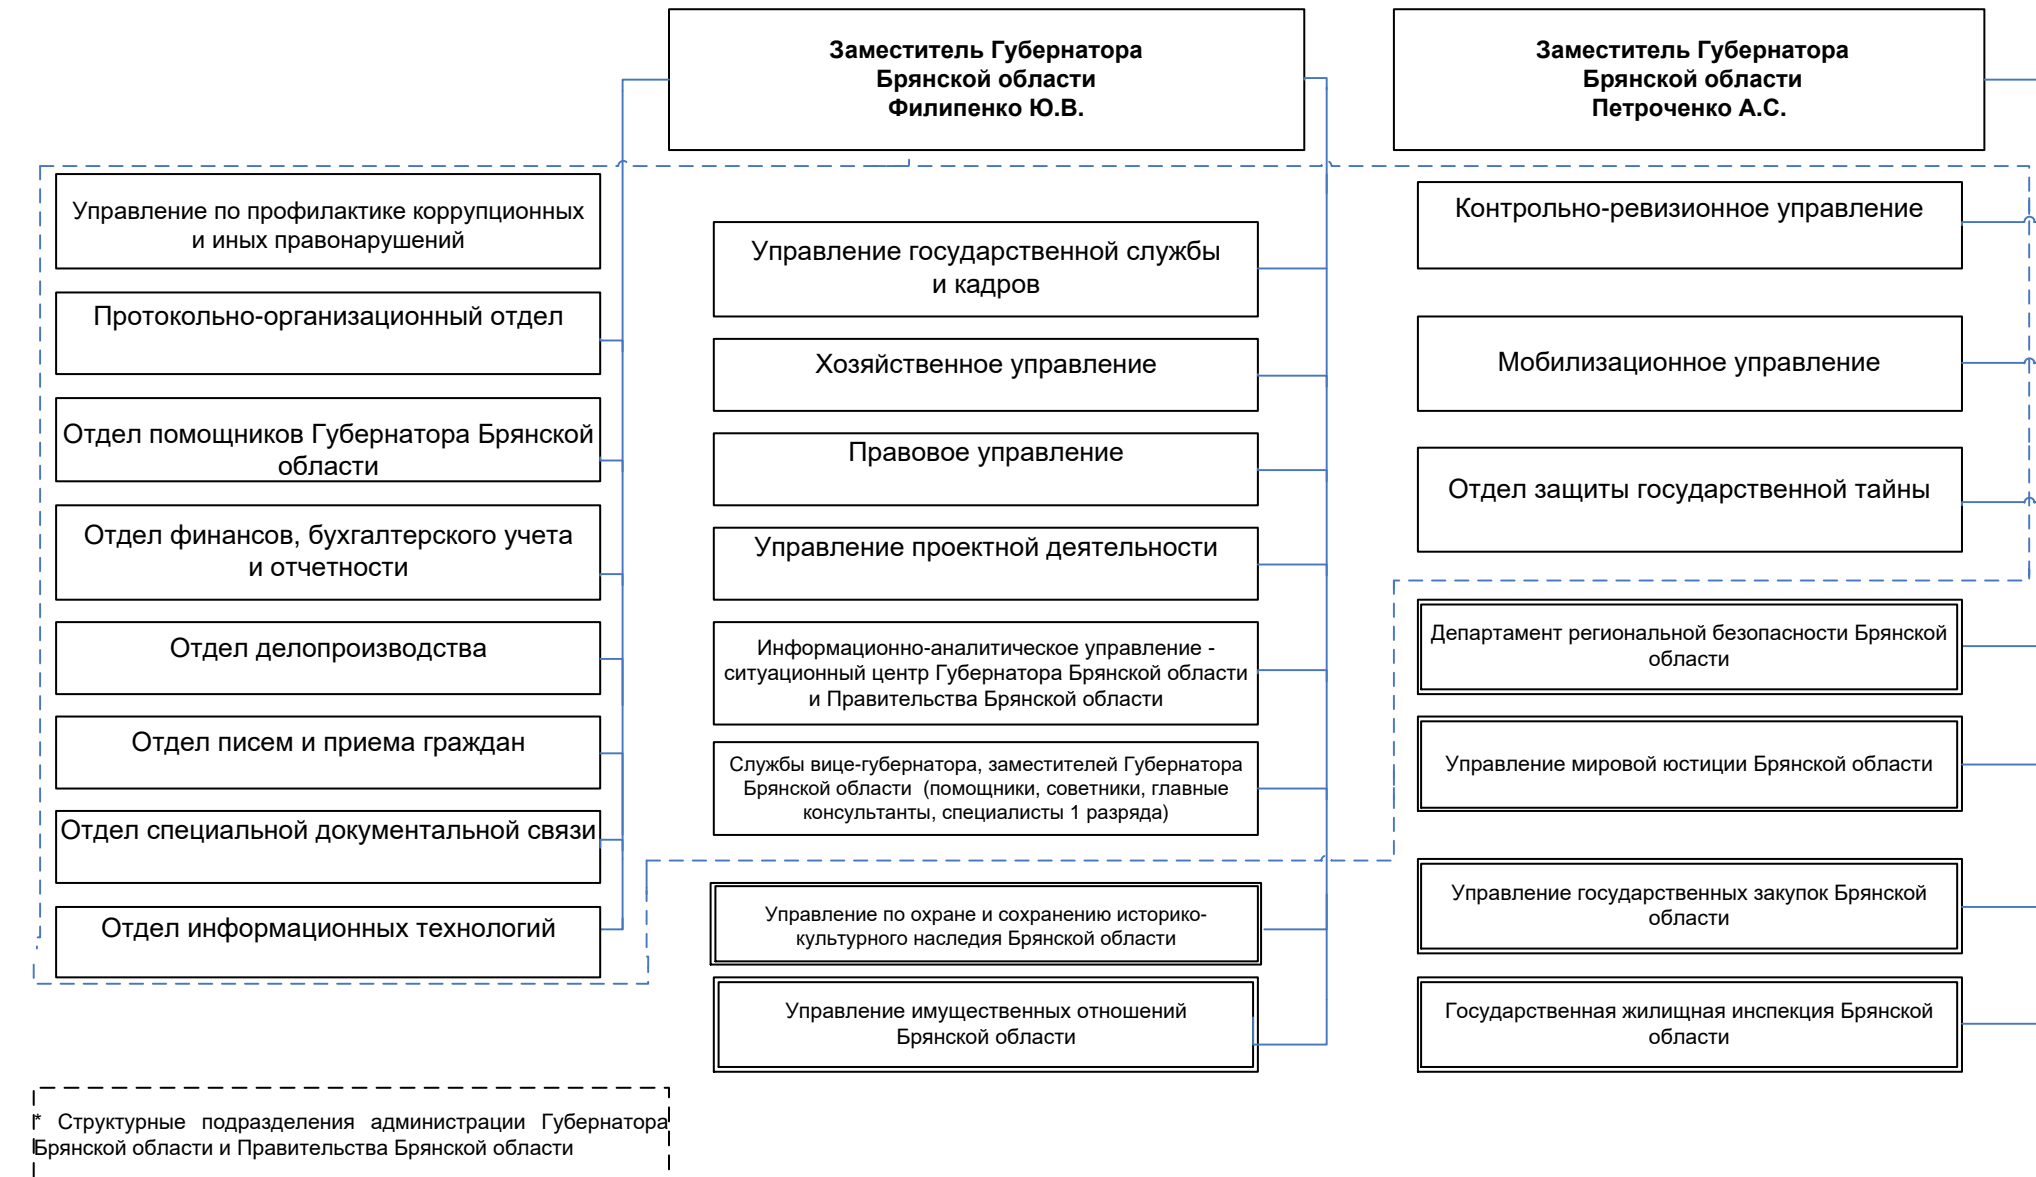 Заместитель Губернатора
Брянской области
Филипенко Ю.В.
Заместитель Губернатора
Брянской области
Петроченко А.С.
Управление по профилактике коррупционных
и иных правонарушений
Протокольно-организационный отдел
Отдел помощников Губернатора Брянской
области
Отдел финансов, бухгалтерского учета
и отчетности
Отдел делопроизводства
Отдел писем и приема граждан
Отдел специальной документальной связи
Отдел информационных технологий
Управление государственной службы
и кадров
Хозяйственное управление
Правовое управление
Управление проектной деятельности
Информационно-аналитическое управление -
ситуационный центр Губернатора Брянской области
и Правительства Брянской области
Службы вице-губернатора, заместителей Губернатора
Брянской области (помощники, советники, главные
консультанты, специалисты 1 разряда)
Управление по охране и сохранению историко-
культурного наследия Брянской области
Управление имущественных отношений
Брянской области
Контрольно-ревизионное управление
Мобилизационное управление
Отдел защиты государственной тайны
Департамент региональной безопасности Брянской
области
Управление мировой юстиции Брянской области
Управление государственных закупок Брянской
области
Государственная жилищная инспекция Брянской
области
* Структурные подразделения администрации Губернатора
Брянской области и Правительства Брянской области